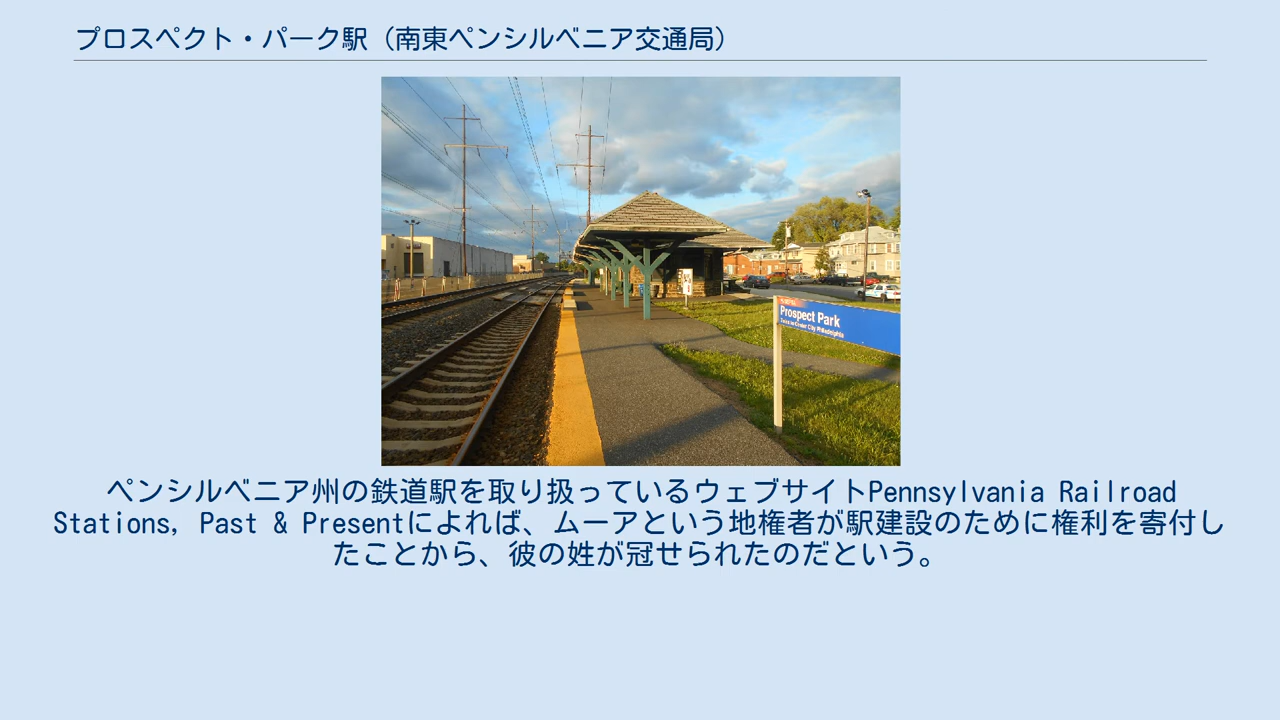 プロスペクト・パーク駅（南東ペンシルベニア交通局）
Prospect Park
ペンシルベニア州の鉄道駅を取り扱っているウェブサイトPennsylvania Railroad
Stations, Past & Presentによれば、ムーアという地権者が駅建設のために権利を寄付し
たことから、彼の姓が冠せられたのだという。